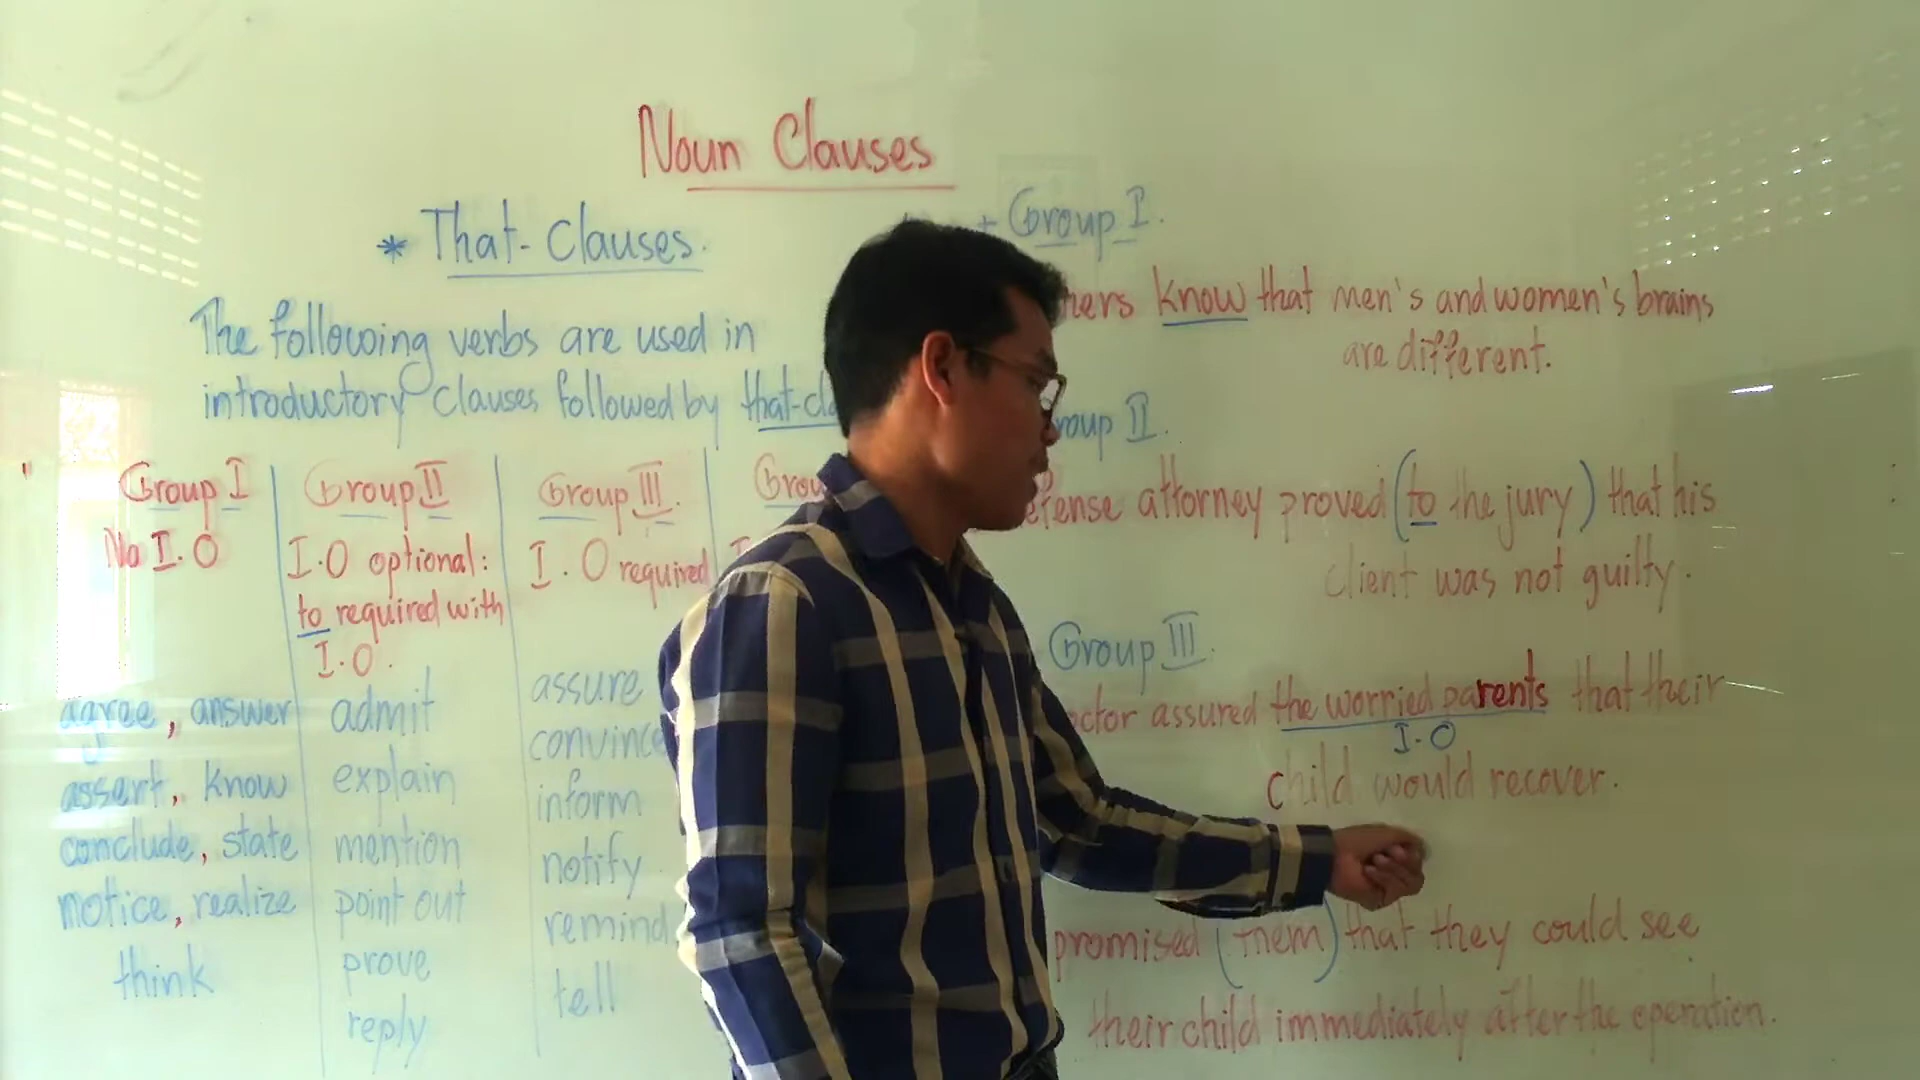 Noun Clauses
* That-Clauses.
The following verbs are used in
introductory clauses followed by that-cla
Group I
No I.O
agree, answer
assert, know
conclude, state
notice, realize
think
Group II
I.O optional:
to required with
I.O.
admit
explain
mention
point out
prove
reply
Group III.
I.O required
assure
convince
inform
notify
remind
tell
Grou
+ Group I.
hers know that men's and women's brains
are different.
roup II.
efense attorney proved (to the jury) that his
client was not guilty.
Group III.
octor assured the worried parents that their
I.O
child would recover.
promised (them) that they could see
their child immediately after the operation.